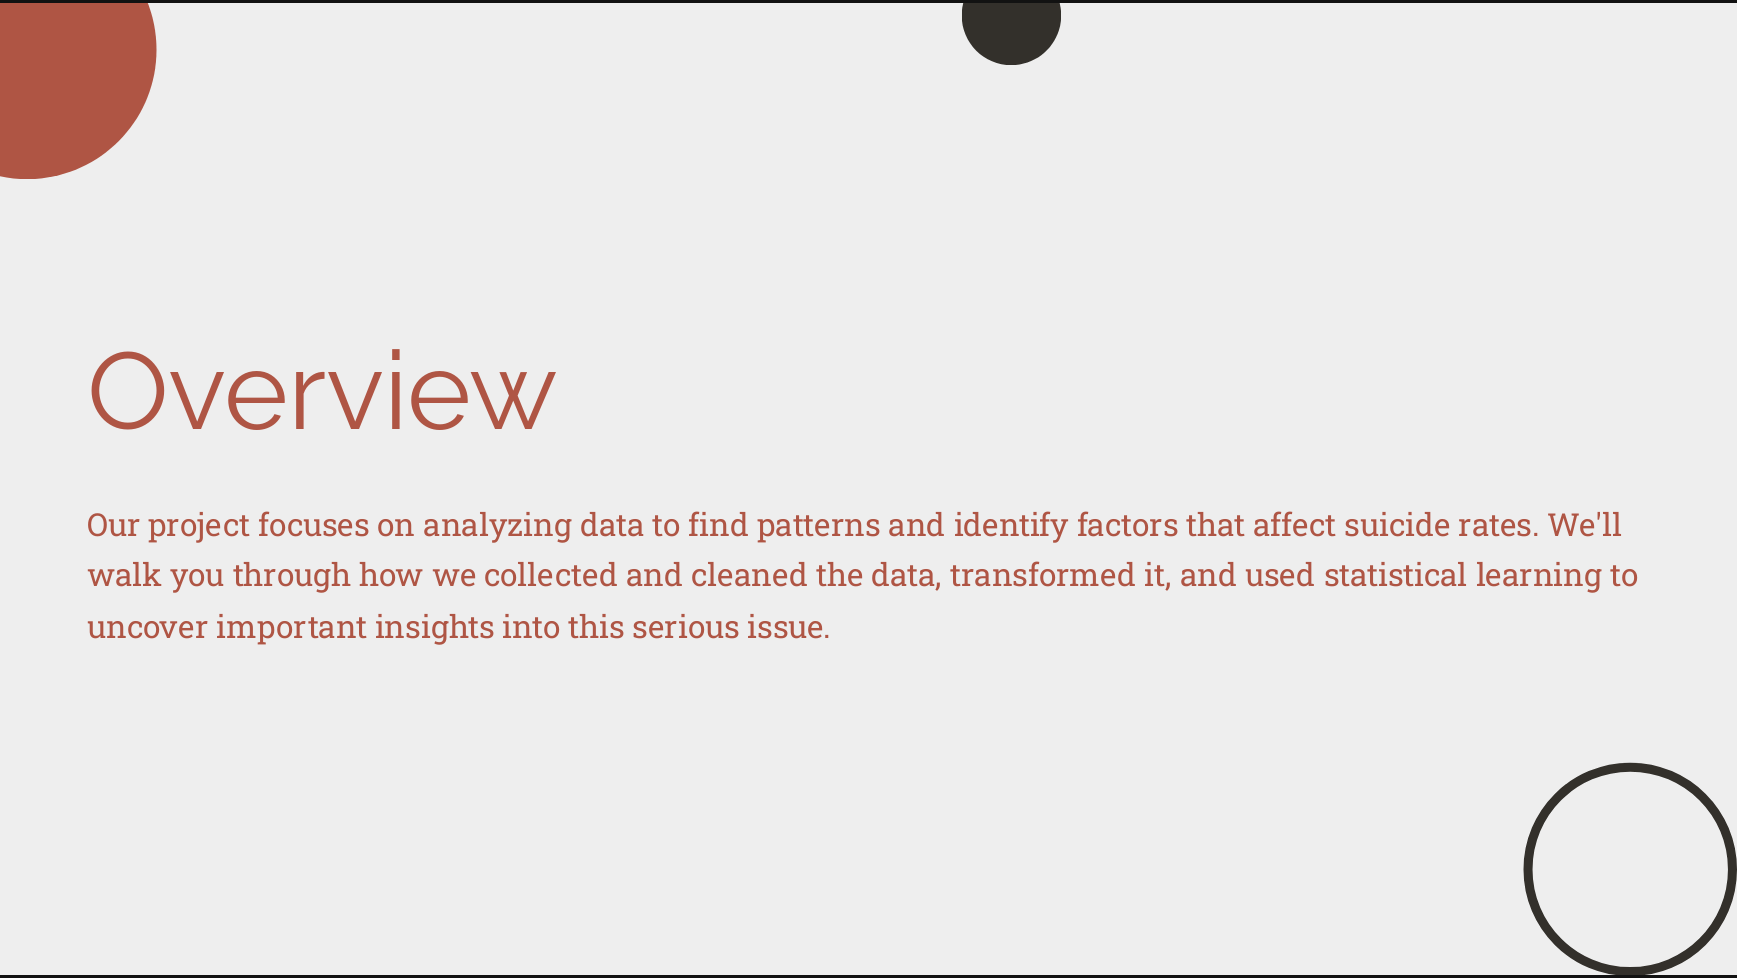 Overview
Our project focuses on analyzing data to find patterns and identify factors that affect suicide rates. We'll
walk you through how we collected and cleaned the data, transformed it, and used statistical learning to
uncover important insights into this serious issue.